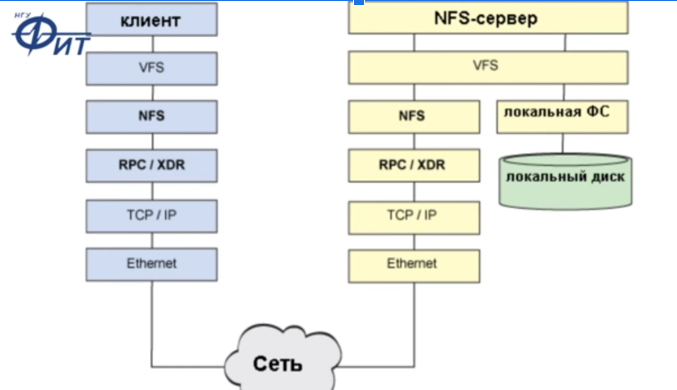 НГУ
ФИТ
клиент
VFS
NFS
RPC / XDR
TCP / IP
Ethernet
NFS-сервер
VFS
NFS
локальная ФС
RPC / XDR
локальный диск
TCP / IP
Ethernet
Сеть